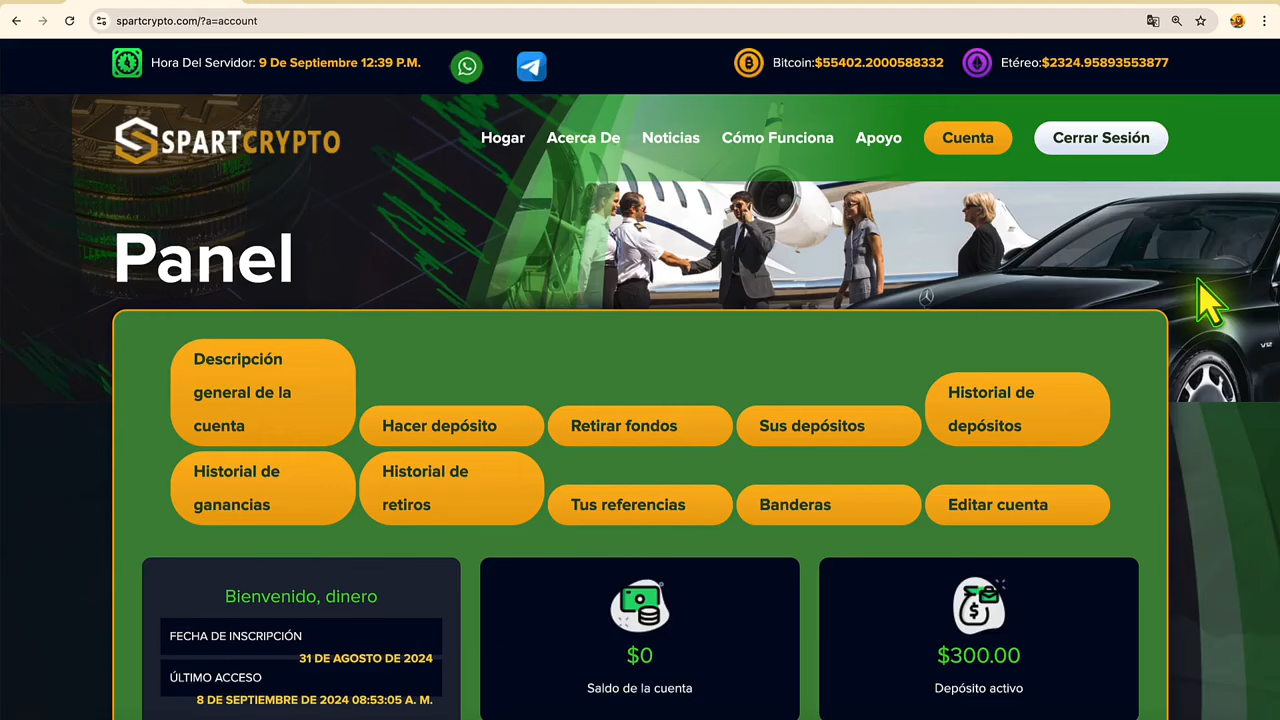 spartcrypto.com/?a=account
Hora Del Servidor: 9 De Septiembre 12:39 P.M.
Bitcoin:$55402.2000588332
Etéreo:$2324.95893553877
SPARTCRYPTO
Hogar
Acerca De
Noticias
Cómo Funciona
Apoyo
Cuenta
Cerrar Sesión
Panel
Descripción
general de la
cuenta
Hacer depósito
Retirar fondos
Sus depósitos
Historial de
depósitos
Historial de
ganancias
Historial de
retiros
Tus referencias
Banderas
Editar cuenta
Bienvenido, dinero
FECHA DE INSCRIPCIÓN
31 DE AGOSTO DE 2024
ÚLTIMO ACCESO
8 DE SEPTIEMBRE DE 2024 08:53:05 A. M.
$0
Saldo de la cuenta
$300.00
Depósito activo